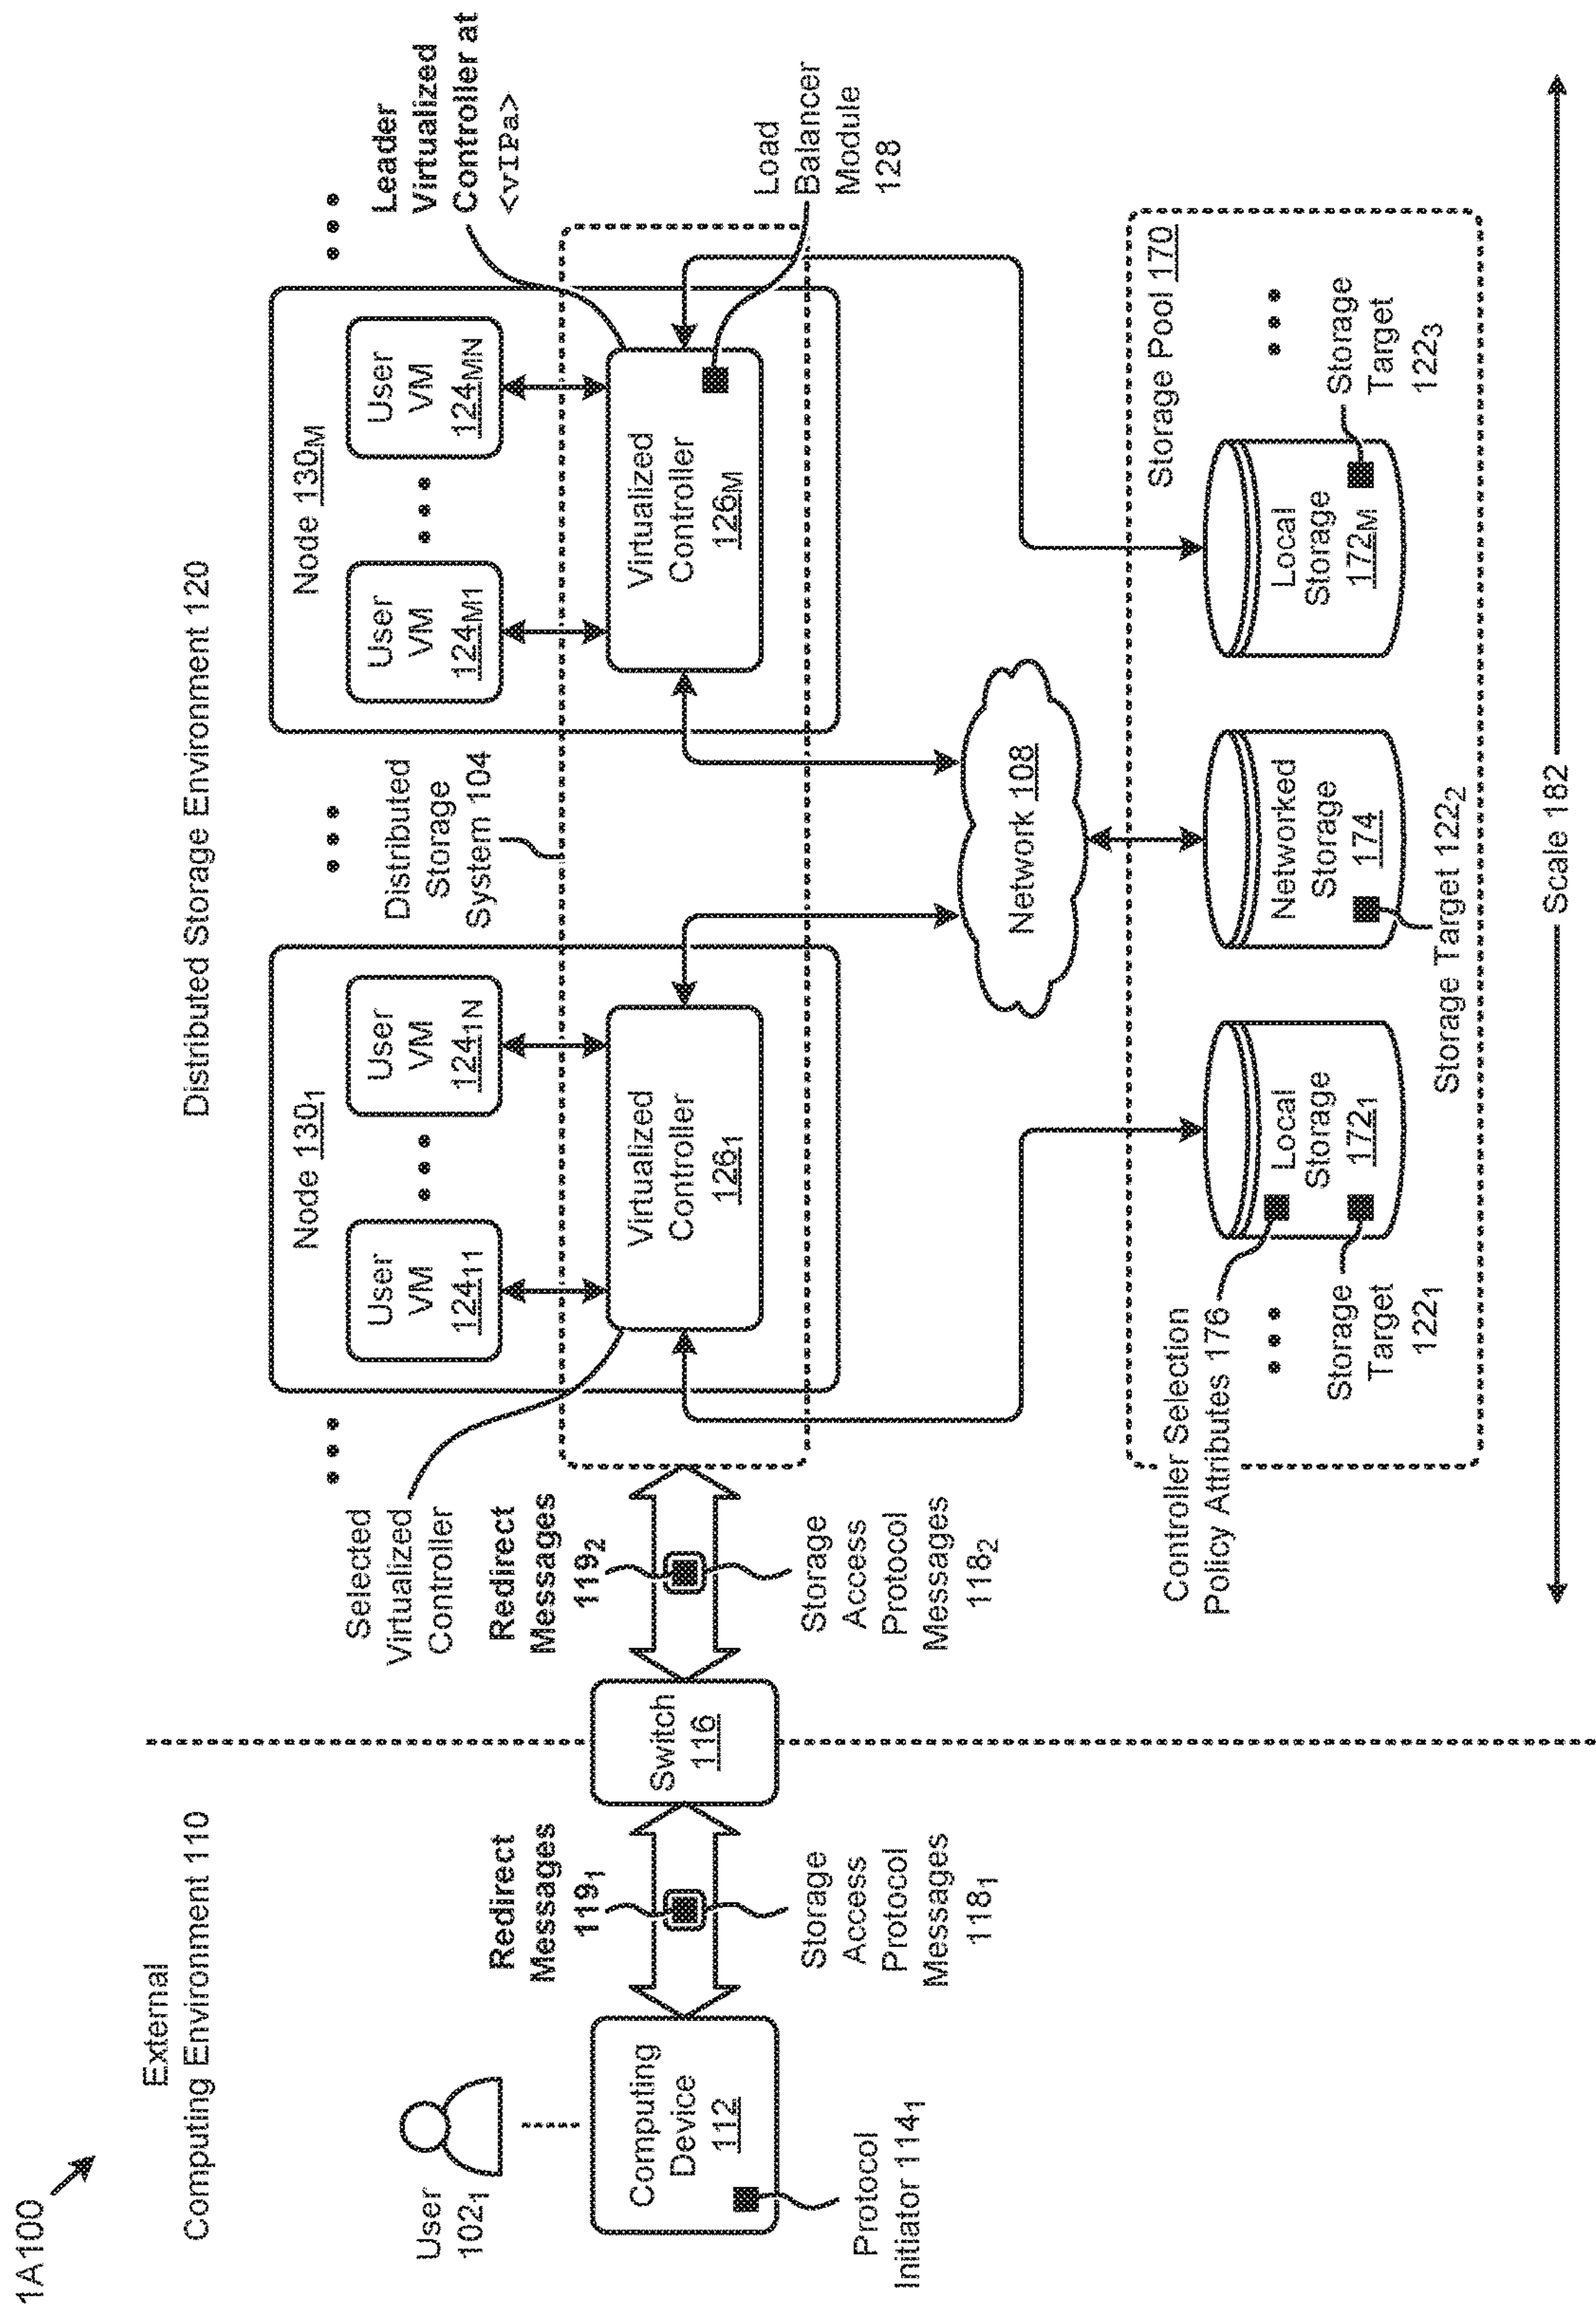 1A100
External
Computing Environment 110
User
102₁
Computing
Device
112
Protocol
Initiator 114₁
Redirect
Messages
119₁
Storage
Access
Protocol
Messages
118₁
Switch
116
Redirect
Messages
119₂
Storage
Access
Protocol
Messages
118₂
Distributed Storage Environment 120
Selected
Virtualized
Controller
Node 130₁
User
VM
124₁₁
User
VM
124₁N
Virtualized
Controller
126₁
Distributed
Storage
System 104
Node 130M
User
VM
124M1
User
VM
124MN
Virtualized
Controller
126M
Leader
Virtualized
Controller at
<vIPa>
Load
Balancer
Module
128
Network 108
Storage Pool 170
Controller Selection
Policy Attributes 176
Local
Storage
172₁
Storage
Target
122₁
Networked
Storage
174
Storage Target 122₂
Local
Storage
172M
Storage
Target
122₃
Scale 182